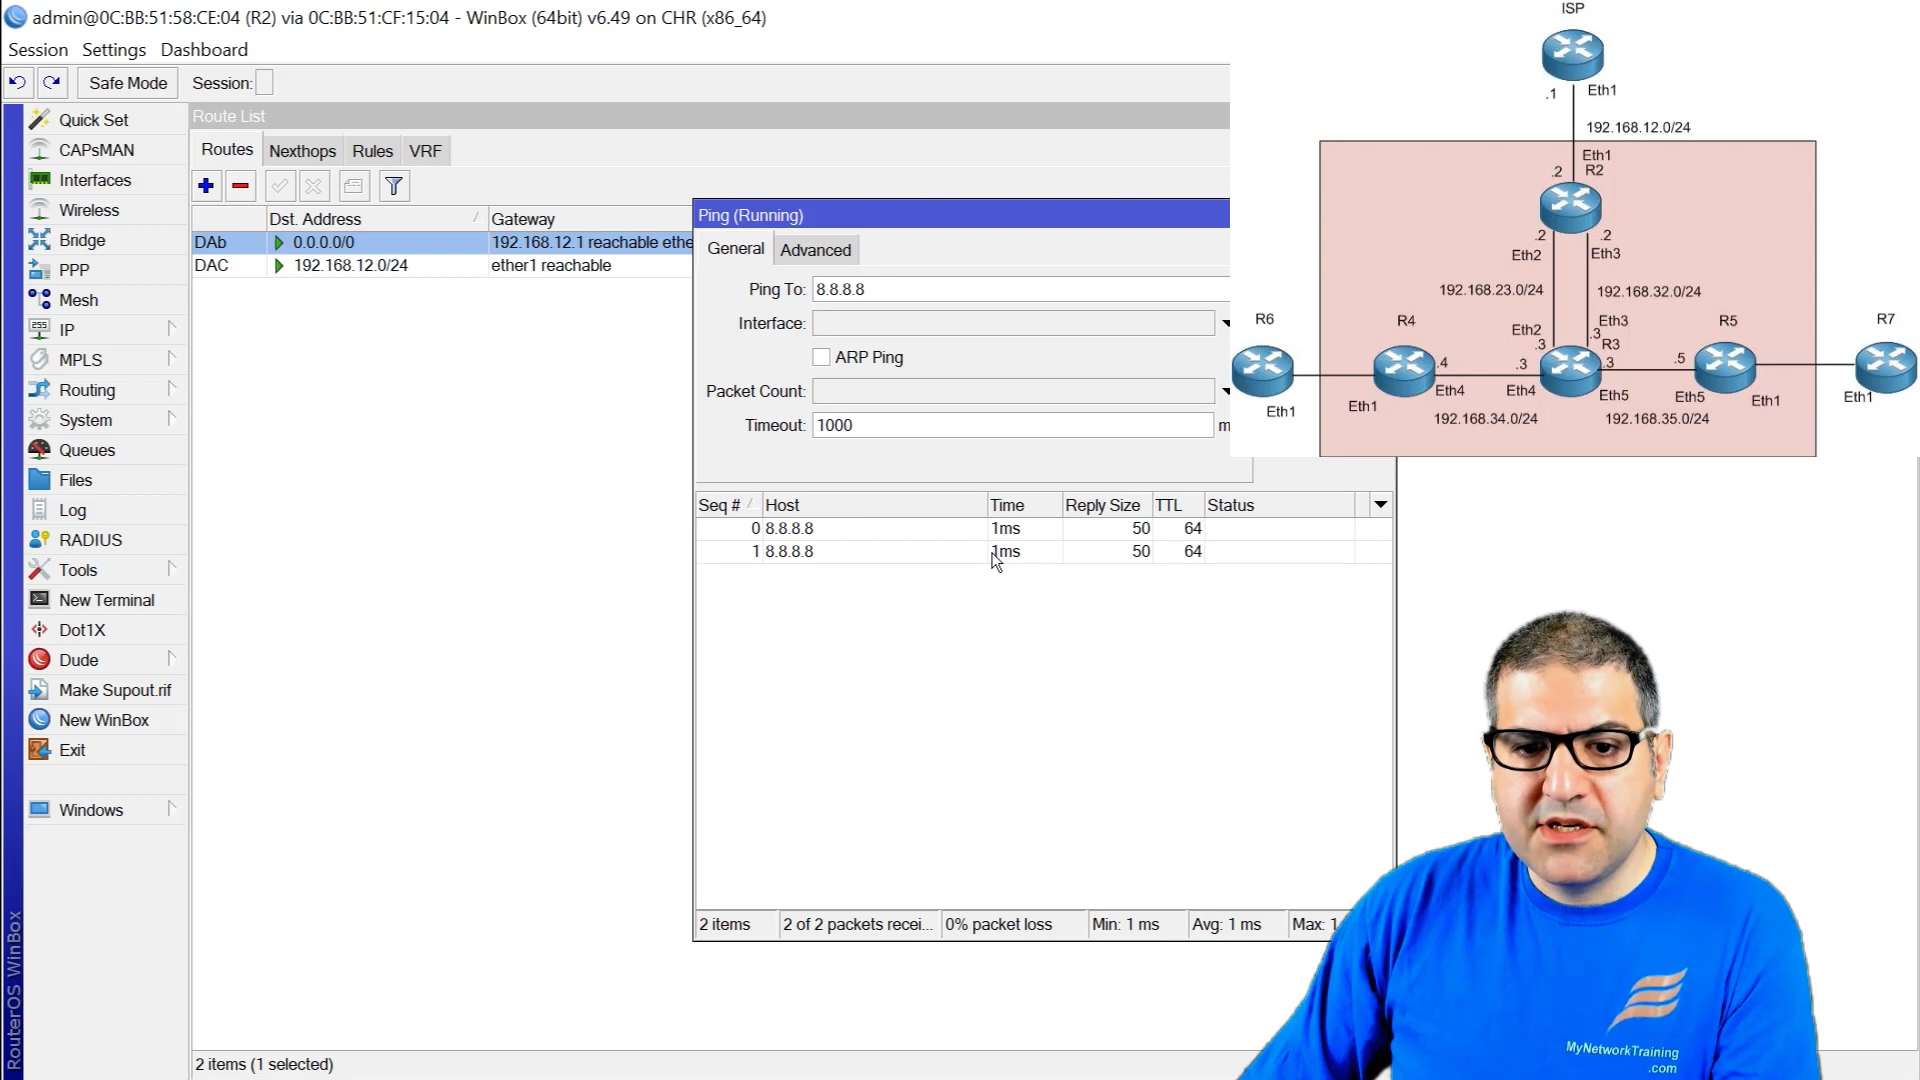 admin@0C:BB:51:58:CE:04 (R2) via 0C:BB:51:CF:15:04 - WinBox (64bit) v6.49 on CHR (x86_64)
Session Settings Dashboard
Safe Mode Session:
Quick Set
CAPsMAN
Interfaces
Wireless
Bridge
PPP
Mesh
255
IP
MPLS
Routing
System
Queues
Files
Log
RADIUS
Tools
New Terminal
Dot1X
Dude
Make Supout.rif
New WinBox
Exit
Windows
RouterOS WinBox
Route List
Routes Nexthops Rules VRF
Dst. Address Gateway
DAb 0.0.0.0/0 192.168.12.1 reachable ethe
DAC 192.168.12.0/24 ether1 reachable
2 items (1 selected)
Ping (Running)
General Advanced
Ping To: 8.8.8.8
Interface:
ARP Ping
Packet Count:
Timeout: 1000 m
Seq # Host Time Reply Size TTL Status
0 8.8.8.8 1ms 50 64
1 8.8.8.8 1ms 50 64
2 items 2 of 2 packets recei... 0% packet loss Min: 1 ms Avg: 1 ms Max: 1
ISP
.1 Eth1
192.168.12.0/24
Eth1
.2 R2
.2 .2
Eth2 Eth3
192.168.23.0/24 192.168.32.0/24
R6 R4 Eth2 Eth3 R5 R7
.3 .3 R3
.4 .3 .3 .5
Eth1 Eth1 Eth4 Eth4 Eth5 Eth5 Eth1 Eth1
192.168.34.0/24 192.168.35.0/24
MyNetworkTraining
.com